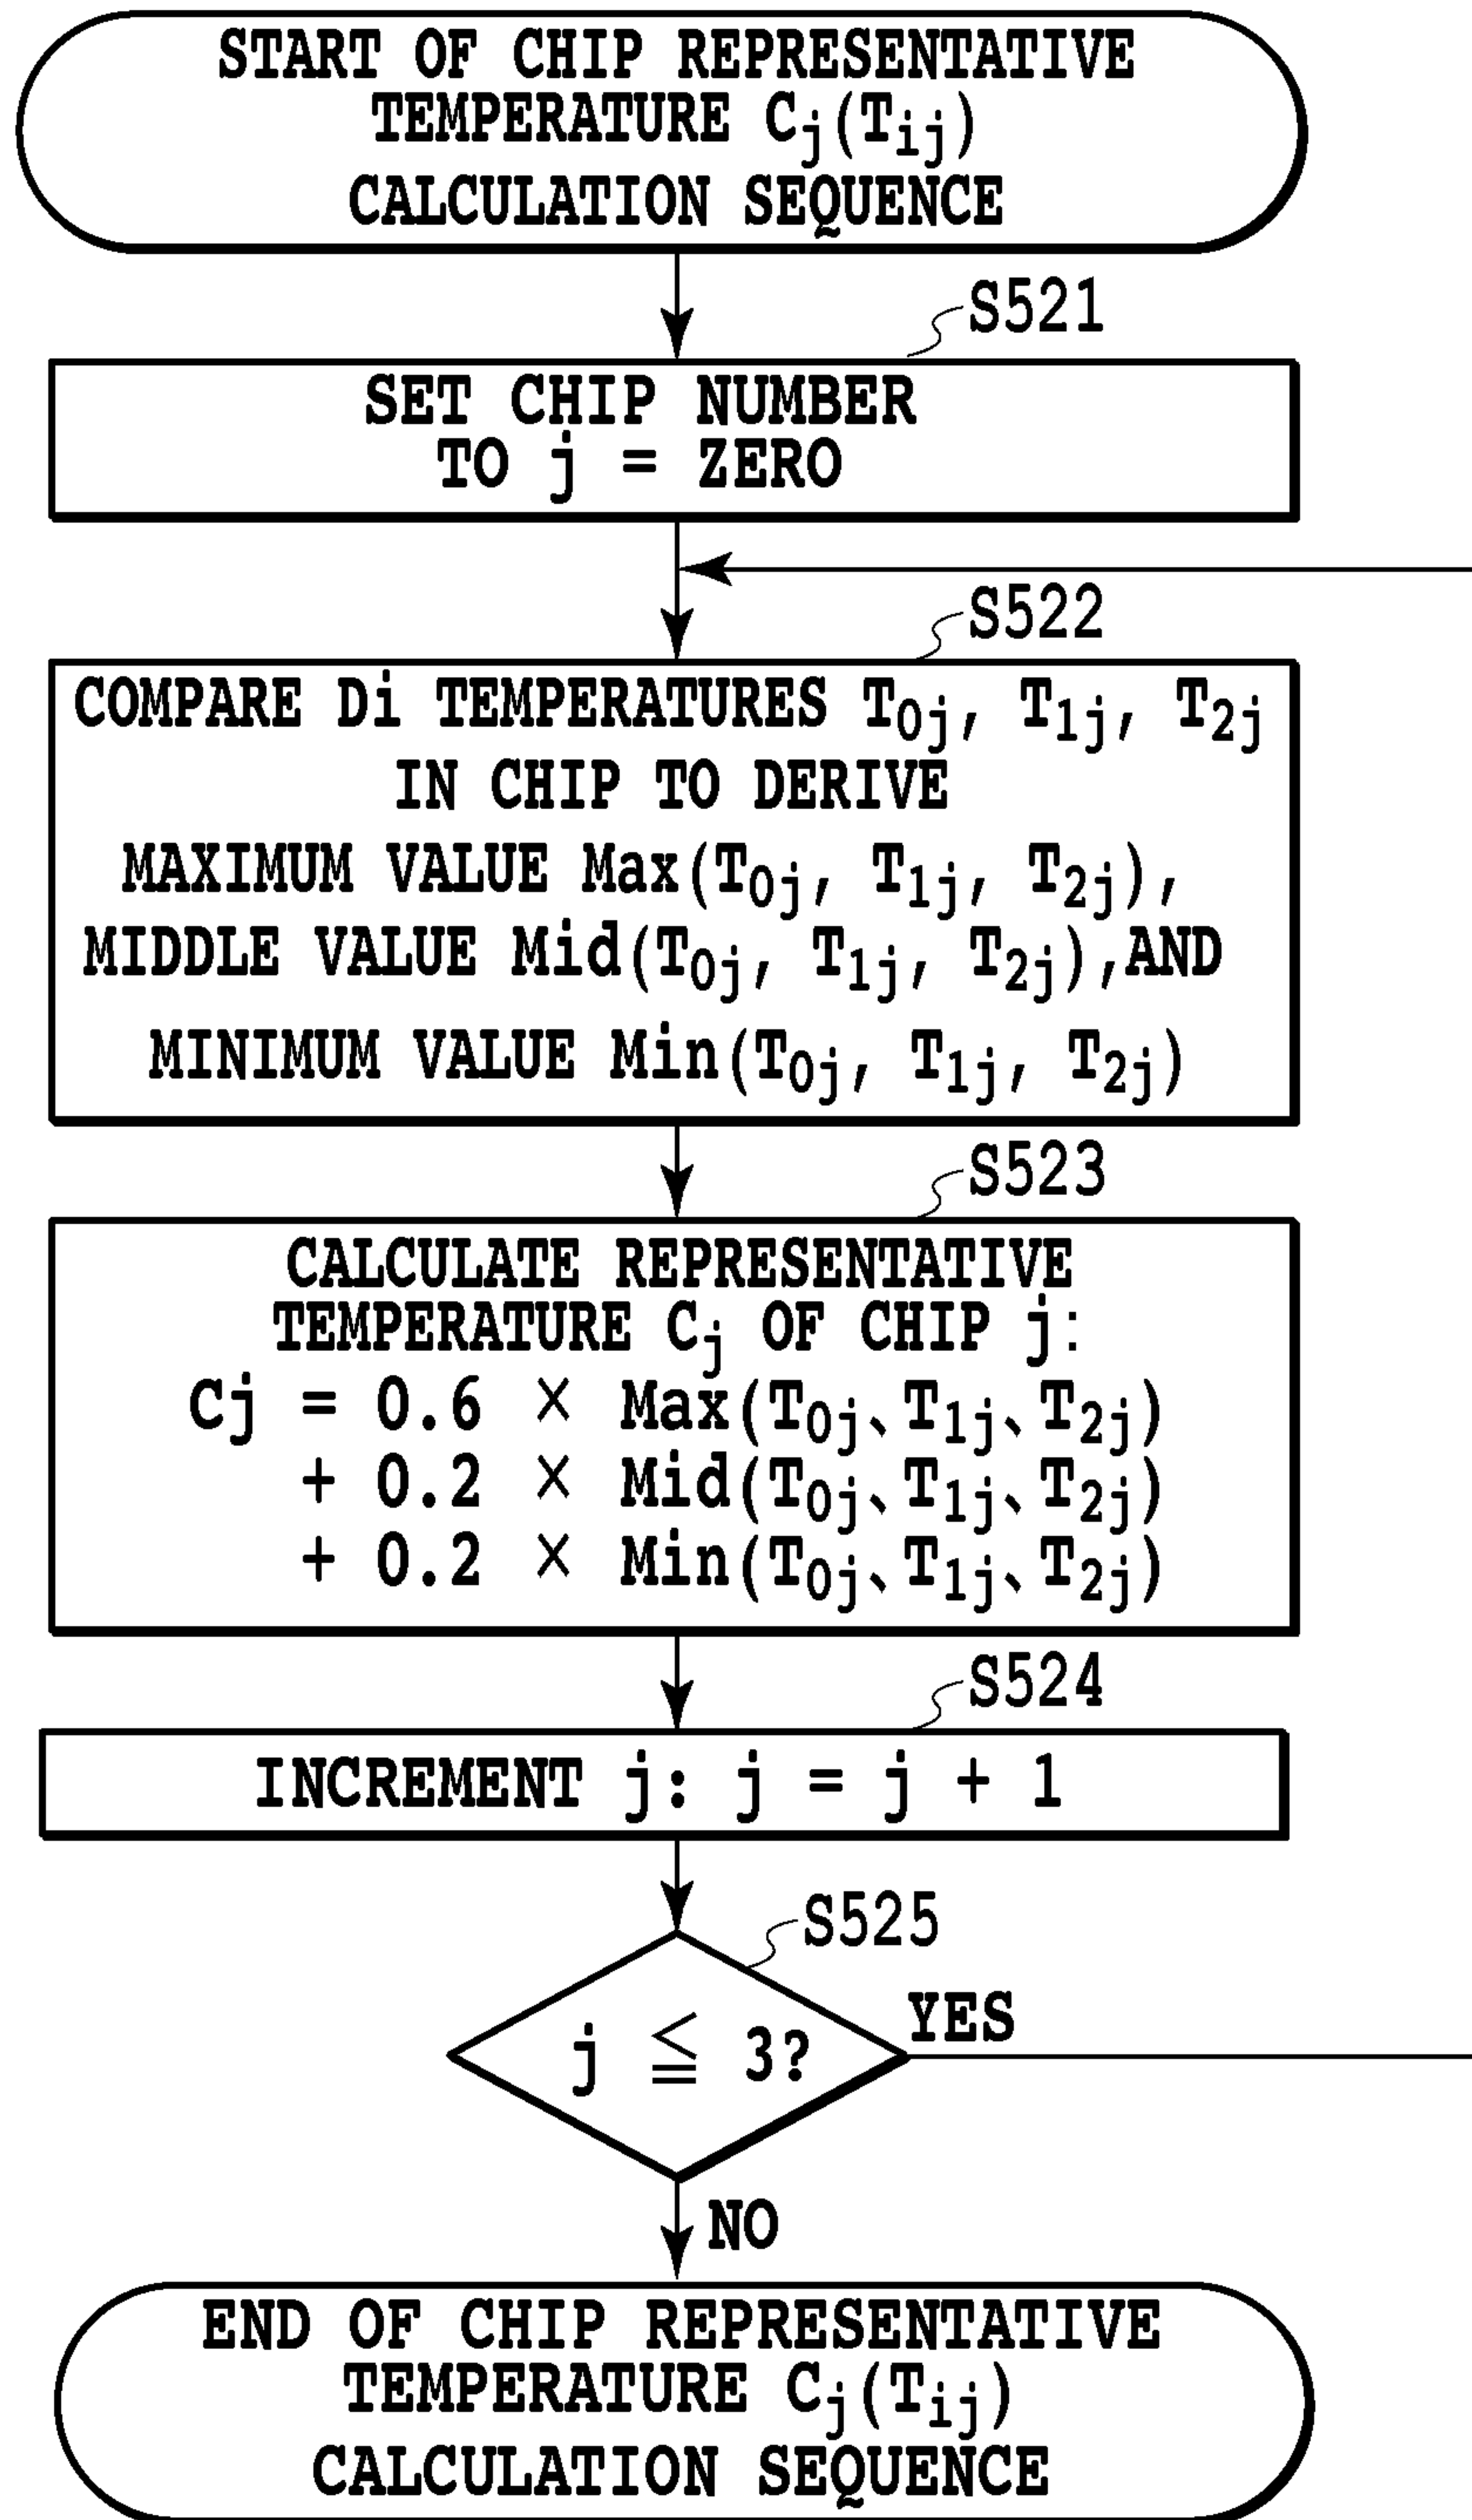 START OF CHIP REPRESENTATIVE
TEMPERATURE Cj(Tij)
CALCULATION SEQUENCE
S521
SET CHIP NUMBER
TO j = ZERO
S522
COMPARE Di TEMPERATURES T0j, T1j, T2j
IN CHIP TO DERIVE
MAXIMUM VALUE Max(T0j, T1j, T2j),
MIDDLE VALUE Mid(T0j, T1j, T2j),AND
MINIMUM VALUE Min(T0j, T1j, T2j)
S523
CALCULATE REPRESENTATIVE
TEMPERATURE Cj OF CHIP j:
Cj = 0.6 × Max(T0j、T1j、T2j)
+ 0.2 × Mid(T0j、T1j、T2j)
+ 0.2 × Min(T0j、T1j、T2j)
S524
INCREMENT j: j = j + 1
S525
j ≦ 3?
YES
NO
END OF CHIP REPRESENTATIVE
TEMPERATURE Cj(Tij)
CALCULATION SEQUENCE